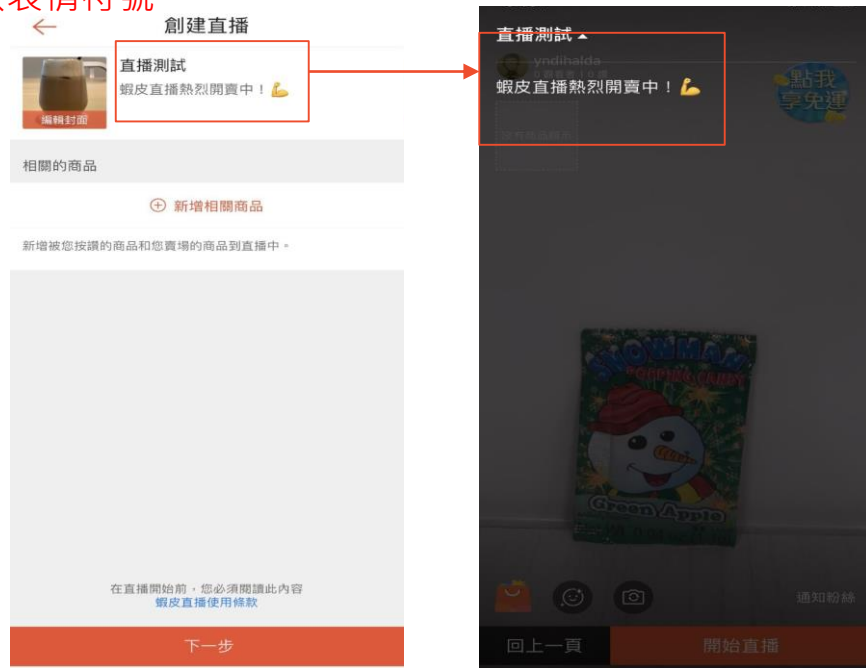 表情符號
創建直播
直播測試
蝦皮直播熱烈開賣中！💪
編輯封面
相關的商品
新增相關商品
新增被您按讚的商品和您賣場的商品到直播中。
在直播開始前，您必須閱讀此內容
蝦皮直播使用條款
下一步
直播測試
yndihalda
蝦皮直播熱烈開賣中！💪
點我
享免運
SNOWMAN
POPPING CANDY
Green Apple
通知粉絲
回上一頁
開始直播